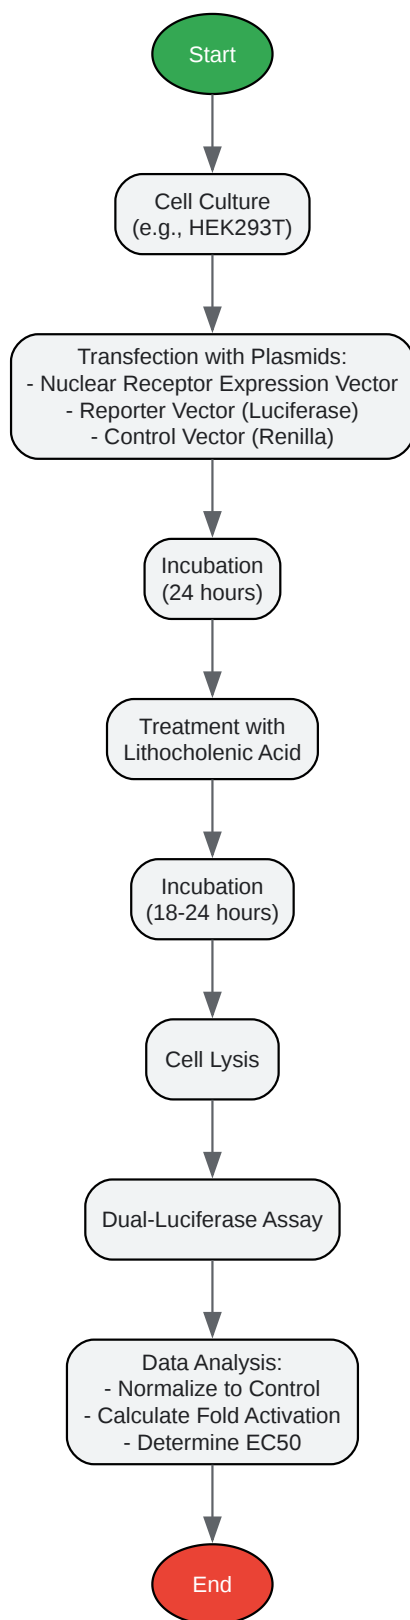 Start
Cell Culture
(e.g., HEK293T)
Transfection with Plasmids:
- Nuclear Receptor Expression Vector
- Reporter Vector (Luciferase)
- Control Vector (Renilla)
Incubation
(24 hours)
Treatment with
Lithocholenic Acid
Incubation
(18-24 hours)
Cell Lysis
Dual-Luciferase Assay
Data Analysis:
- Normalize to Control
- Calculate Fold Activation
- Determine EC50
End